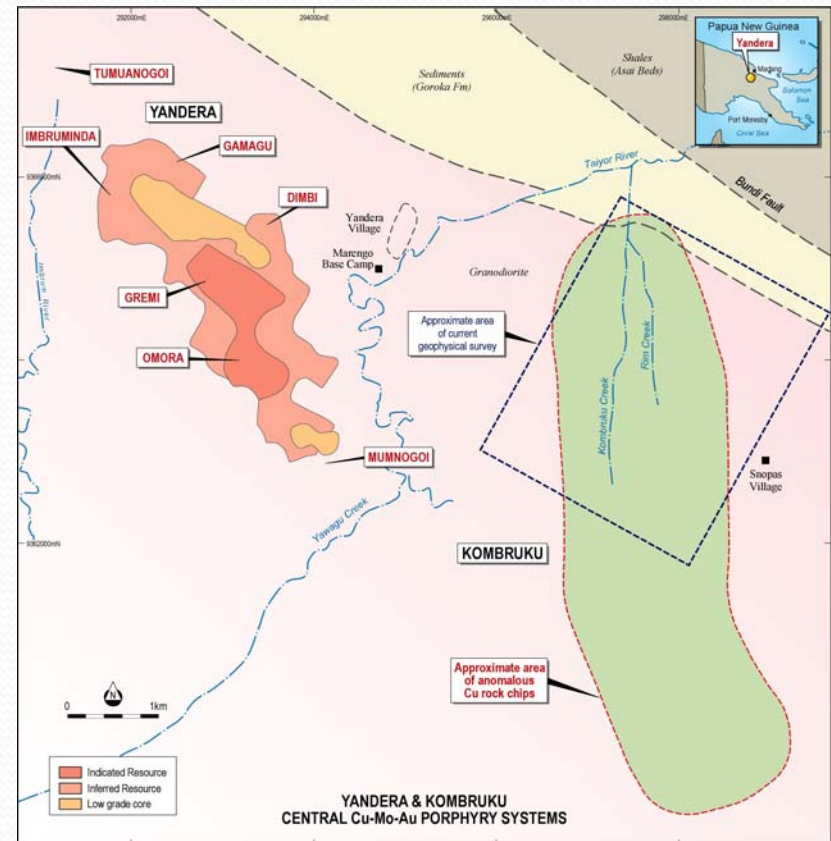 292000mE
294000mE
296000mE
298000mE
Papua New Guinea
Yandera
Madang
Solomon
Sea
Port Moresby
Coral Sea
Shales
(Asai Beds)
Sediments
(Goroka Fm)
TUMUANOGOI
YANDERA
IMBRUMINDA
GAMAGU
DIMBI
Taiyor River
Bundi Fault
Yandera
Village
Marengo
Base Camp
Granodiorite
GREMI
Approximate area
of current
geophysical survey
OMORA
Rim Creek
Kombruku Creek
MUMNOGOI
Snopas
Village
Yawagu Creek
9362000mN
KOMBRUKU
Approximate area
of anomalous
Cu rock chips
N
0
1km
Indicated Resource
Inferred Resource
Low grade core
YANDERA & KOMBRUKU
CENTRAL Cu-Mo-Au PORPHYRY SYSTEMS